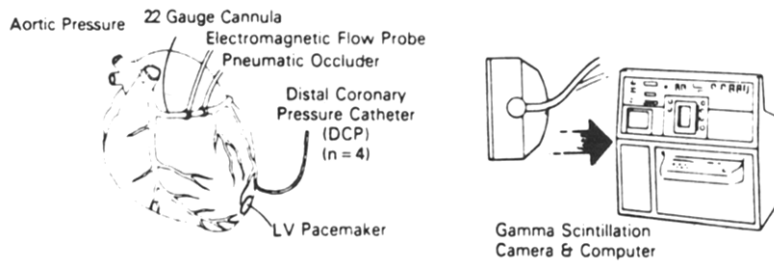 Aortic Pressure
22 Gauge Cannula
Electromagnetic Flow Probe
Pneumatic Occluder
Distal Coronary
Pressure Catheter
(DCP)
(n = 4)
LV Pacemaker
Gamma Scintillation
Camera & Computer